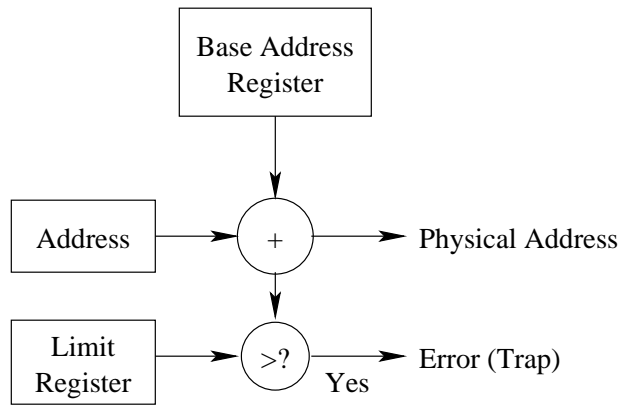 Base Address
Register
Address
+
Physical Address
Limit
Register
>?
Yes
Error (Trap)